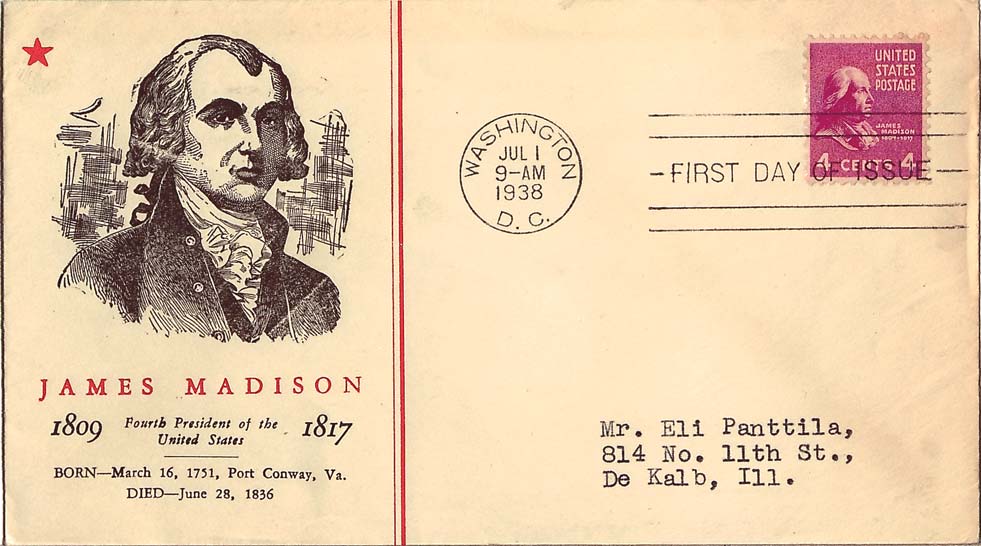 JAMES MADISON
1809 Fourth President of the United States 1817
BORN—March 16, 1751, Port Conway, Va.
DIED—June 28, 1836
WASHINGTON
JUL 1
9-AM
1938
D. C.
UNITED
STATES
POSTAGE
JAMES
MADISON
1809-1817
4 CENTS 4
-FIRST DAY OF ISSUE-
Mr. Eli Panttila,
814 No. 11th St.,
De Kalb, Ill.